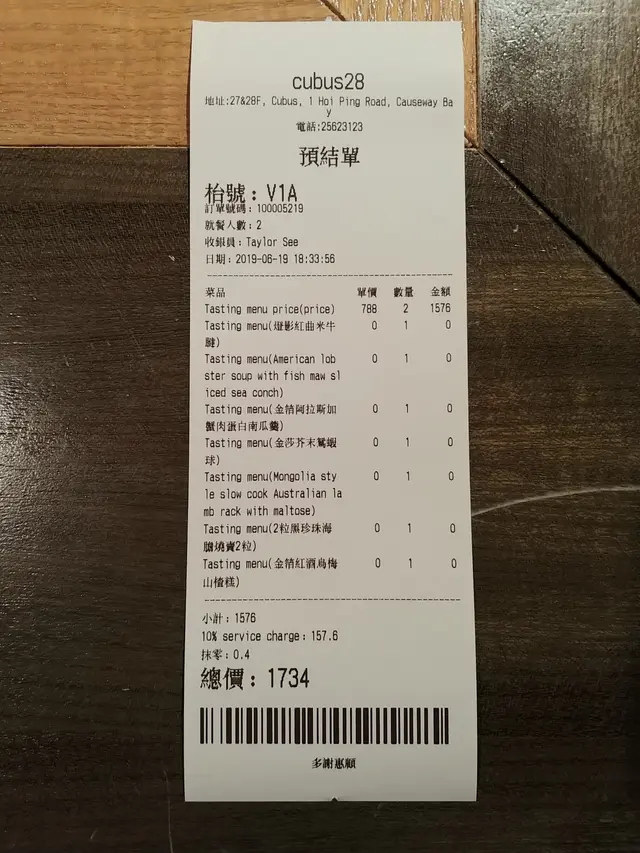 cubus28
地址:27&28F, Cubus, 1 Hoi Ping Road, Causeway Ba
y
電話:25623123
預結單
枱號：V1A
訂單號碼：100005219
就餐人數：2
收銀員：Taylor See
日期：2019-06-19 18:33:56
菜品 單價 數量 金額
Tasting menu price(price) 788 2 1576
Tasting menu(燈影紅曲米牛 0 1 0
腱)
Tasting menu(American lob 0 1 0
ster soup with fish maw sl
iced sea conch)
Tasting menu(金箔阿拉斯加 0 1 0
蟹肉蛋白南瓜羹)
Tasting menu(金莎芥末鴛蝦 0 1 0
球)
Tasting menu(Mongolia sty 0 1 0
le slow cook Australian la
mb rack with maltose)
Tasting menu(2粒黑珍珠海 0 1 0
膽燒賣2粒)
Tasting menu(金箔紅酒烏梅 0 1 0
山楂糕)
小計：1576
10% service charge：157.6
抹零：0.4
總價：1734
多謝惠顧